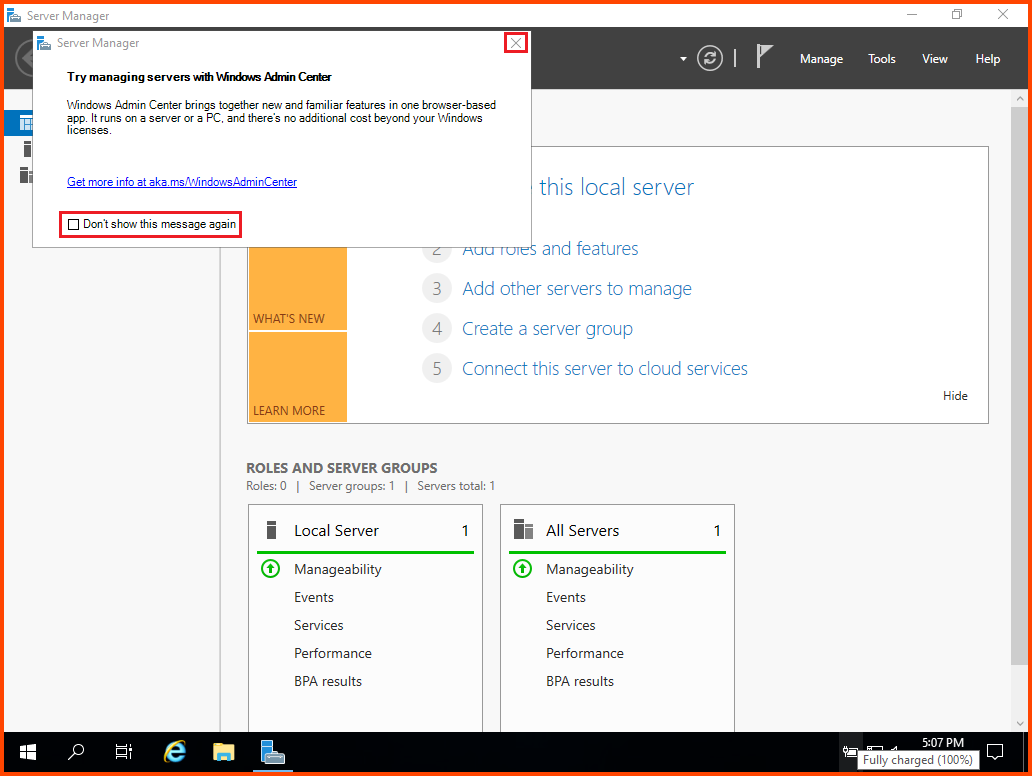 Server Manager
Server Manager
Try managing servers with Windows Admin Center
Windows Admin Center brings together new and familiar features in one browser-based
app. It runs on a server or a PC, and there's no additional cost beyond your Windows
licenses.
Get more info at aka.ms/WindowsAdminCenter
Don't show this message again
Manage Tools View Help
this local server
2 Add roles and features
3 Add other servers to manage
4 Create a server group
5 Connect this server to cloud services
WHAT'S NEW
LEARN MORE
Hide
ROLES AND SERVER GROUPS
Roles: 0 | Server groups: 1 | Servers total: 1
Local Server 1
Manageability
Events
Services
Performance
BPA results
All Servers 1
Manageability
Events
Services
Performance
BPA results
5:07 PM
Fully charged (100%)